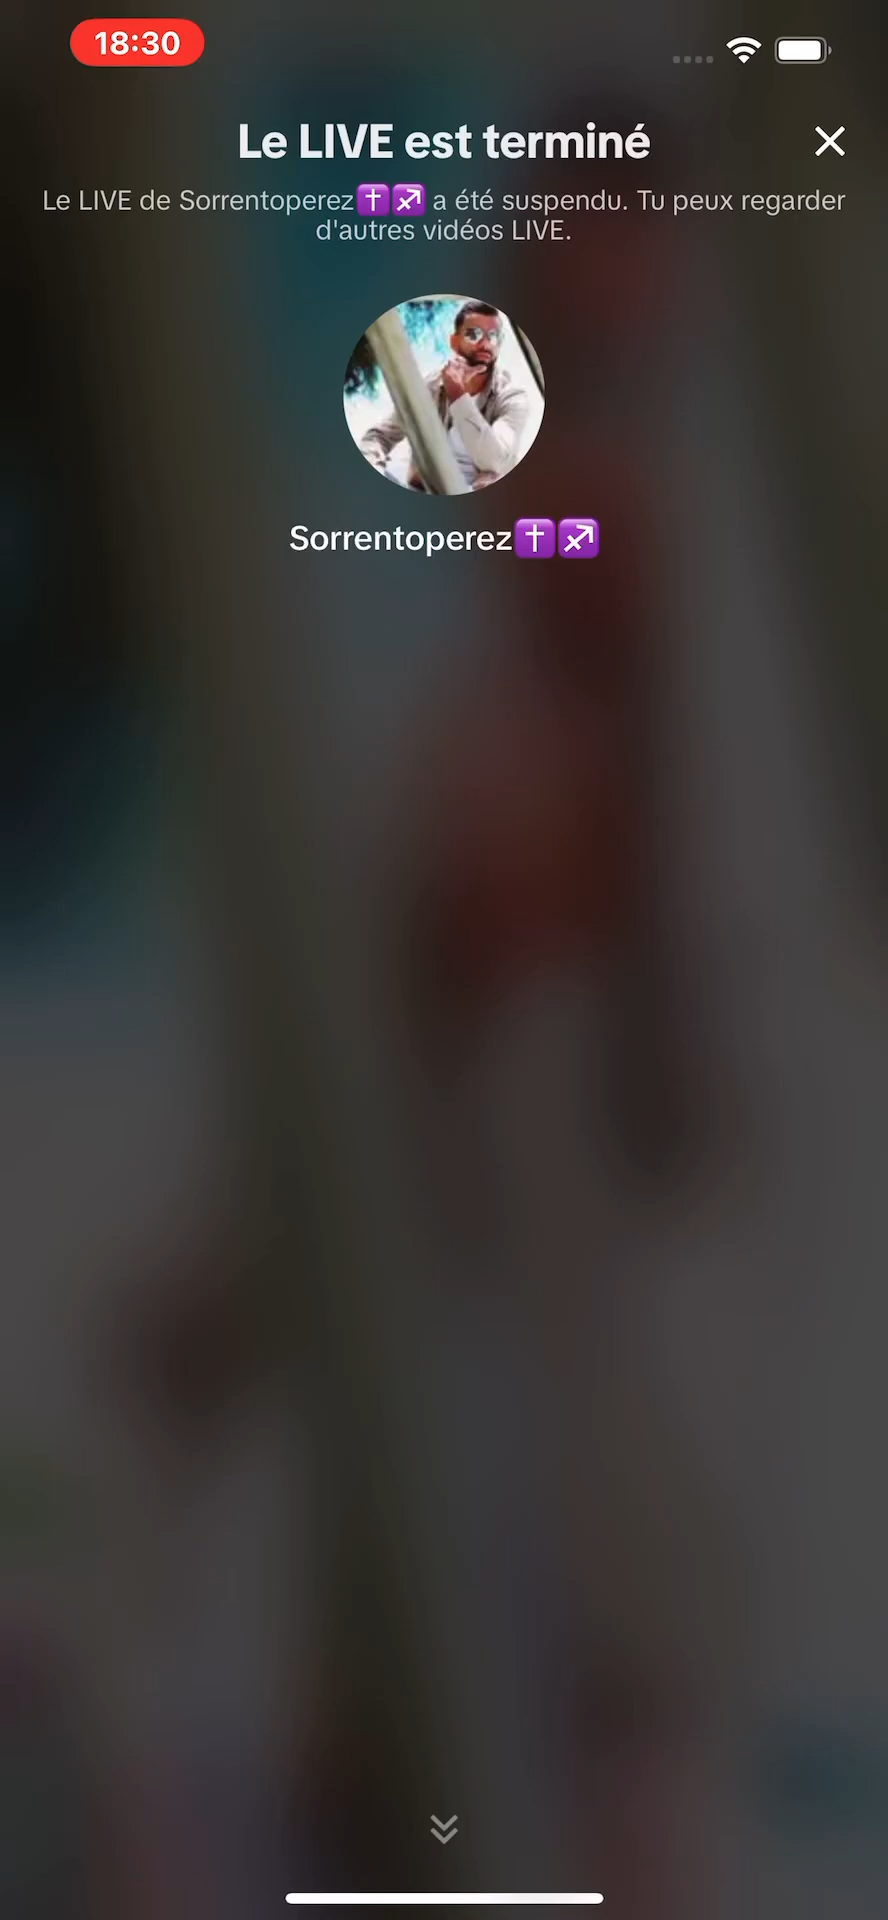 18:30
Le LIVE est terminé
Le LIVE de Sorrentoperez✝️♐ a été suspendu. Tu peux regarder
d'autres vidéos LIVE.
Sorrentoperez✝️♐